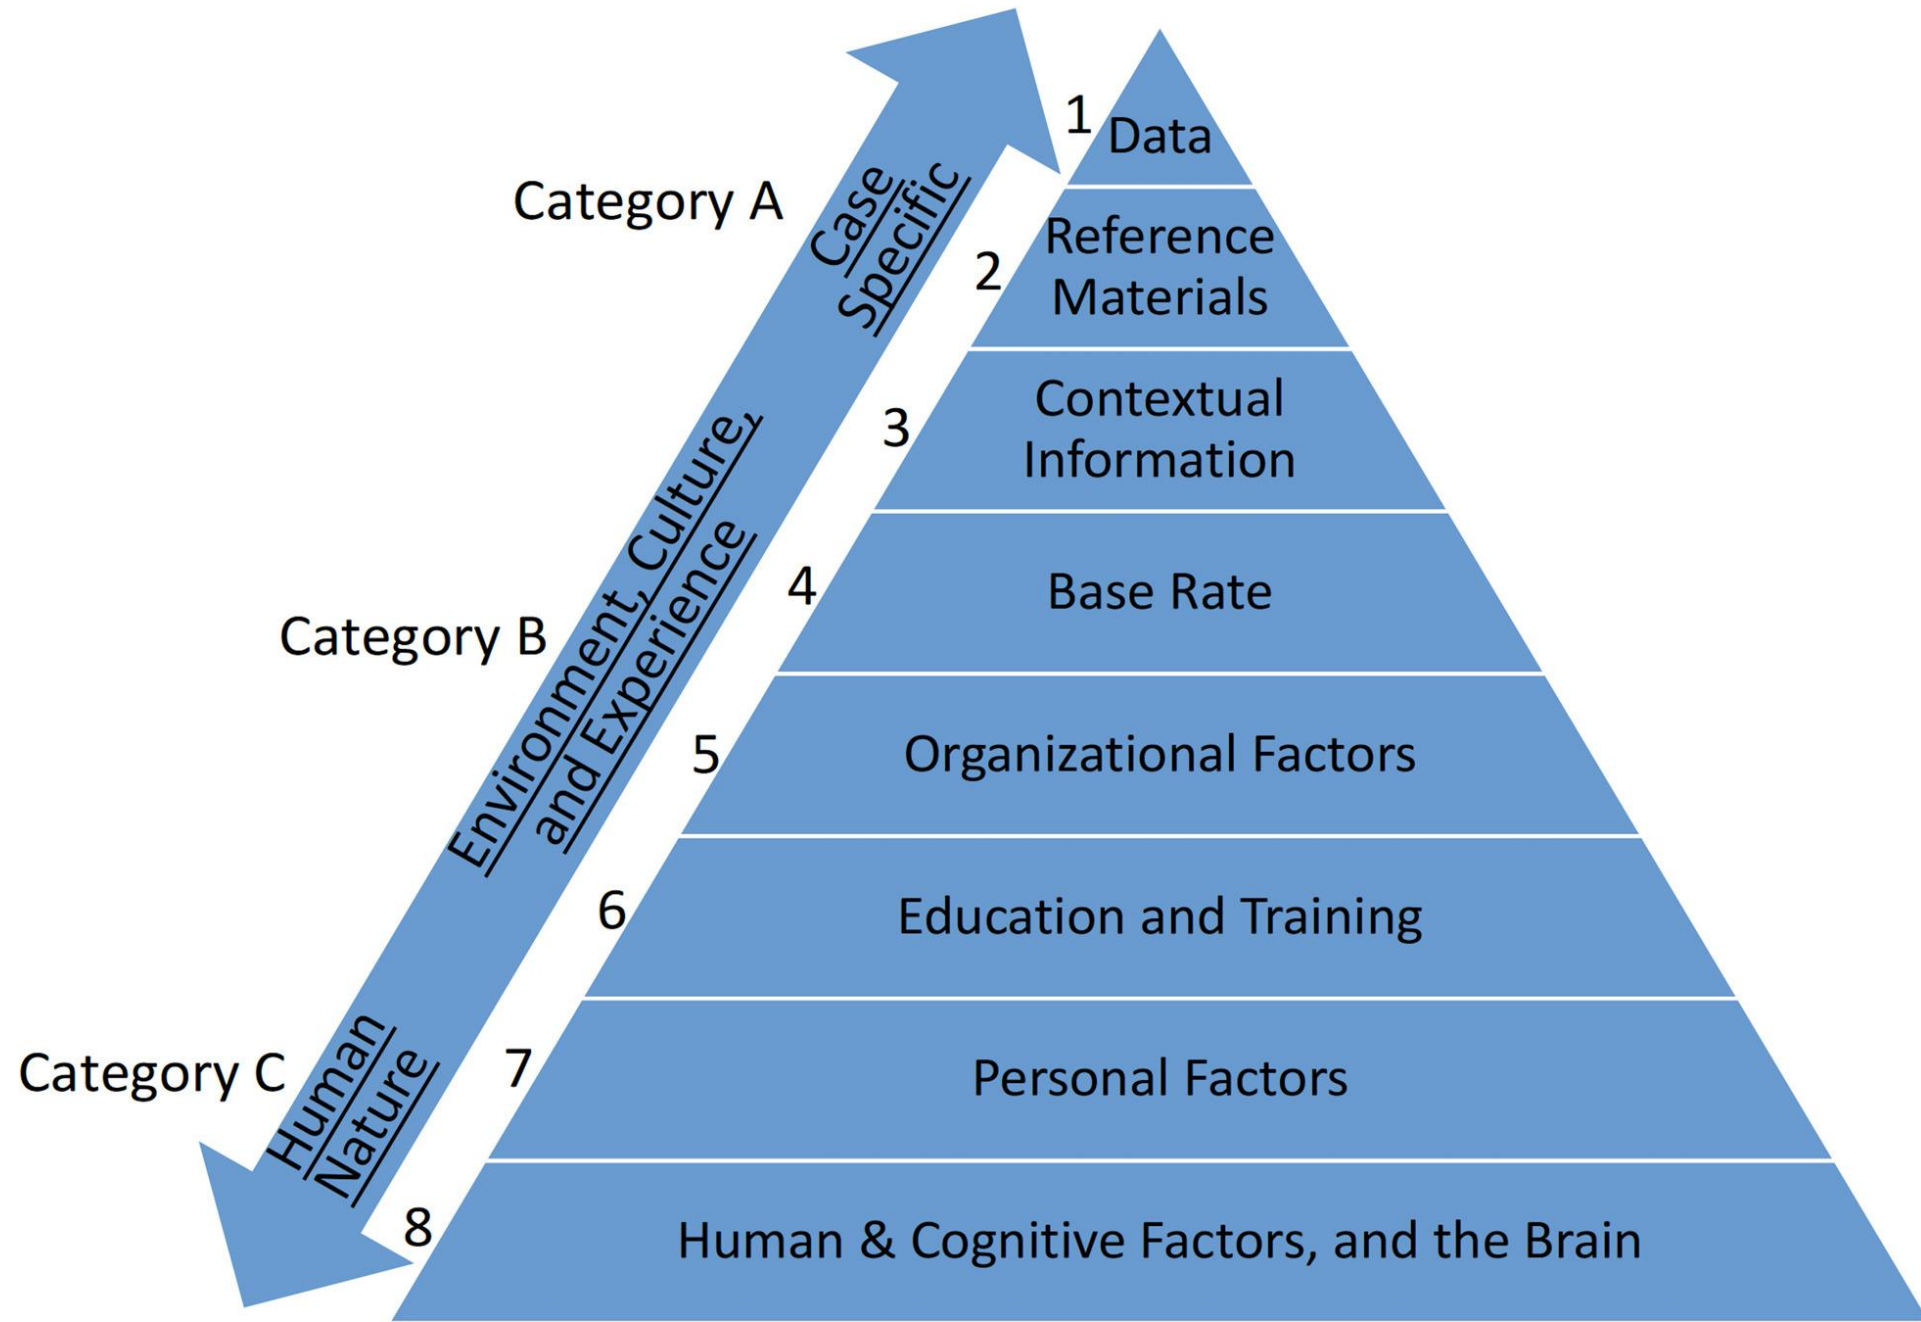 1
Data
Category A
Case
Specific
2
Reference
Materials
3
Contextual
Information
4
Base Rate
Category B
Environment, Culture,
and Experience
5
Organizational Factors
6
Education and Training
Category C
Human
Nature
7
Personal Factors
8
Human & Cognitive Factors, and the Brain